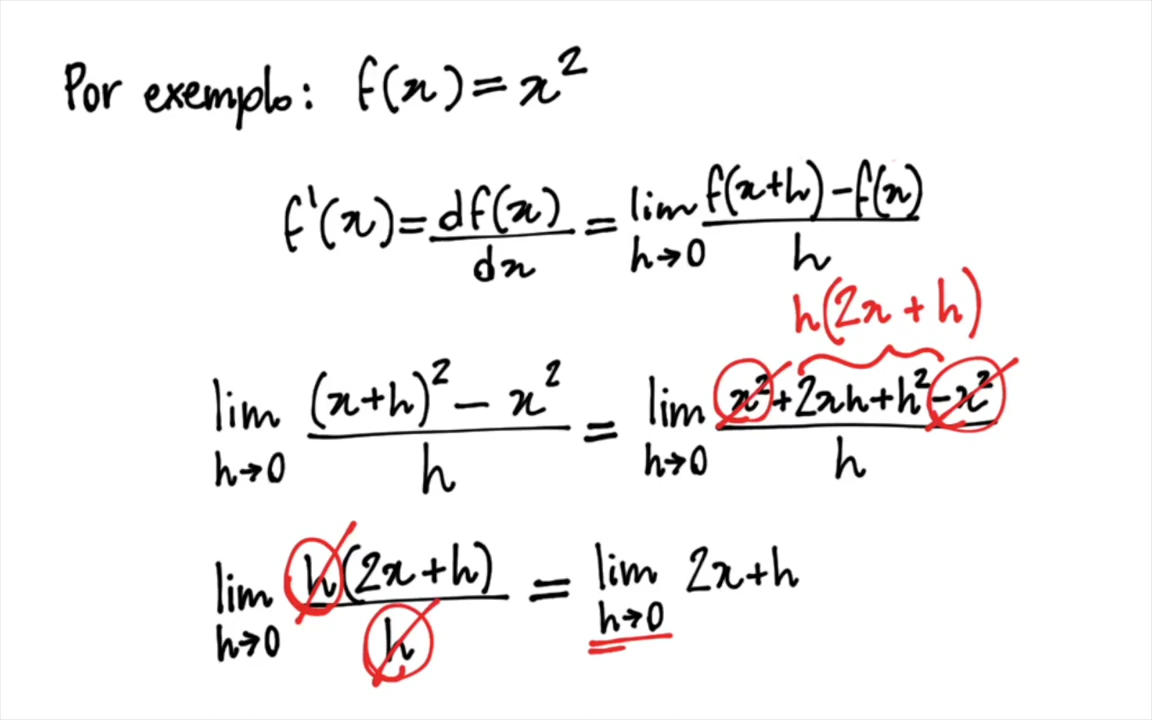 Por exemplo: f(x) = x²
f'(x) = df(x)/dx = lim h→0 f(x+h) - f(x)/h
h(2x + h)
lim h→0 (x+h)² - x²/h = lim h→0 x² + 2xh + h² - x²/h
lim h→0 h(2x+h)/h = lim h→0 2x+h